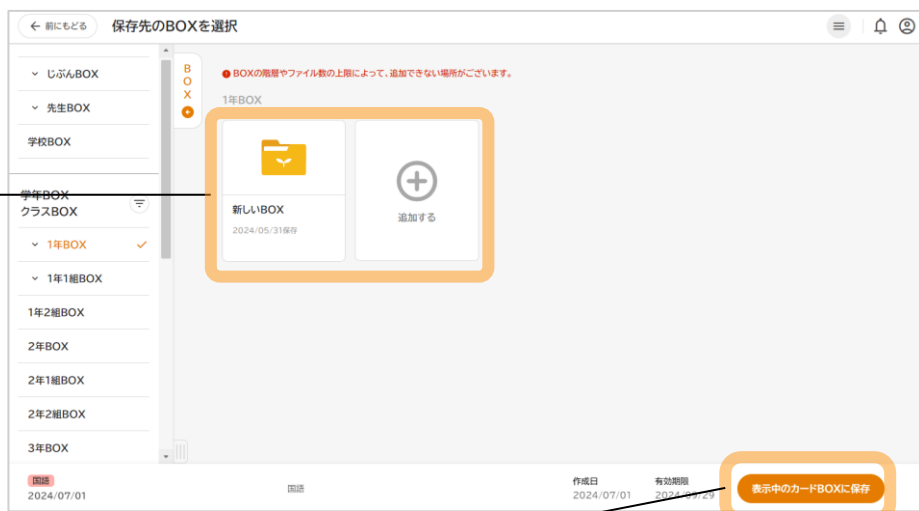 ← 前にもどる 保存先のBOXを選択
じぶんBOX
先生BOX
学校BOX
学年BOX
クラスBOX
1年BOX
1年1組BOX
1年2組BOX
2年BOX
2年1組BOX
2年2組BOX
3年BOX
BOX
BOXの階層やファイル数の上限によって、追加できない場所がございます。
1年BOX
新しいBOX
2024/05/31保存
追加する
国語
2024/07/01
国語
作成日
2024/07/01
有効期限
2024/09/29
表示中のカードBOXに保存